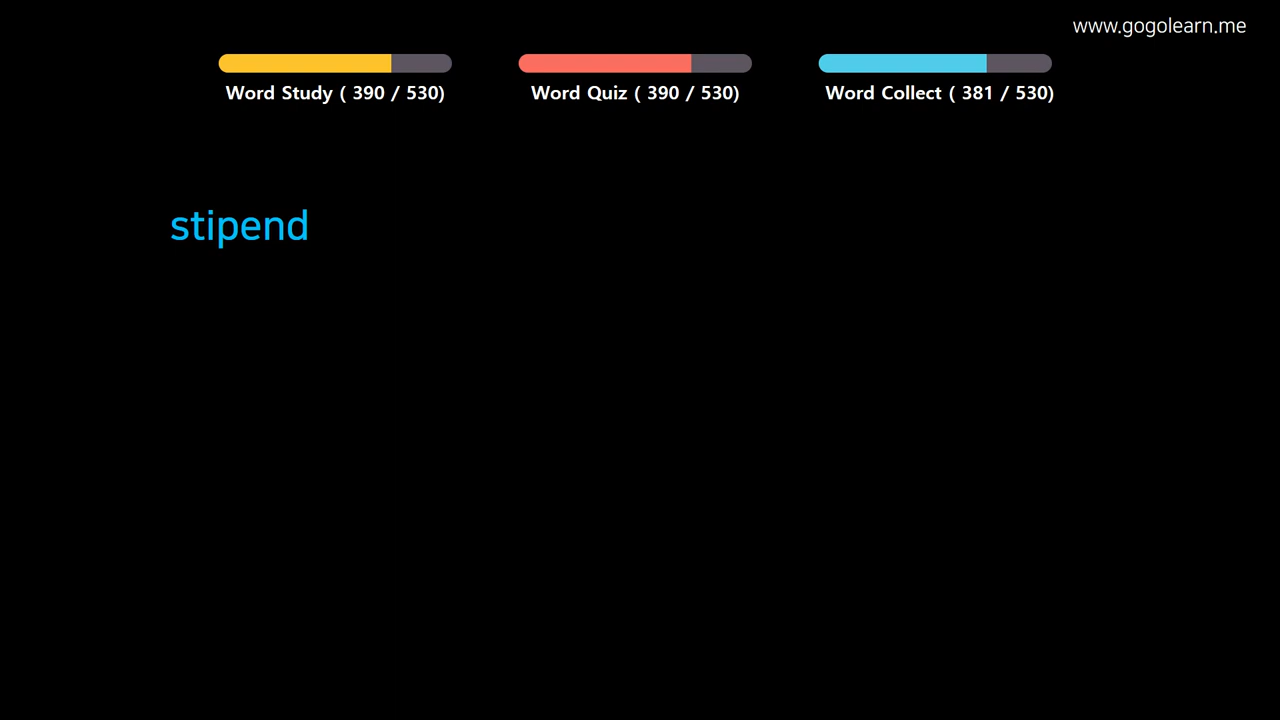 www.gogolearn.me
Word Study ( 390 / 530)
Word Quiz ( 390 / 530)
Word Collect ( 381 / 530)
stipend